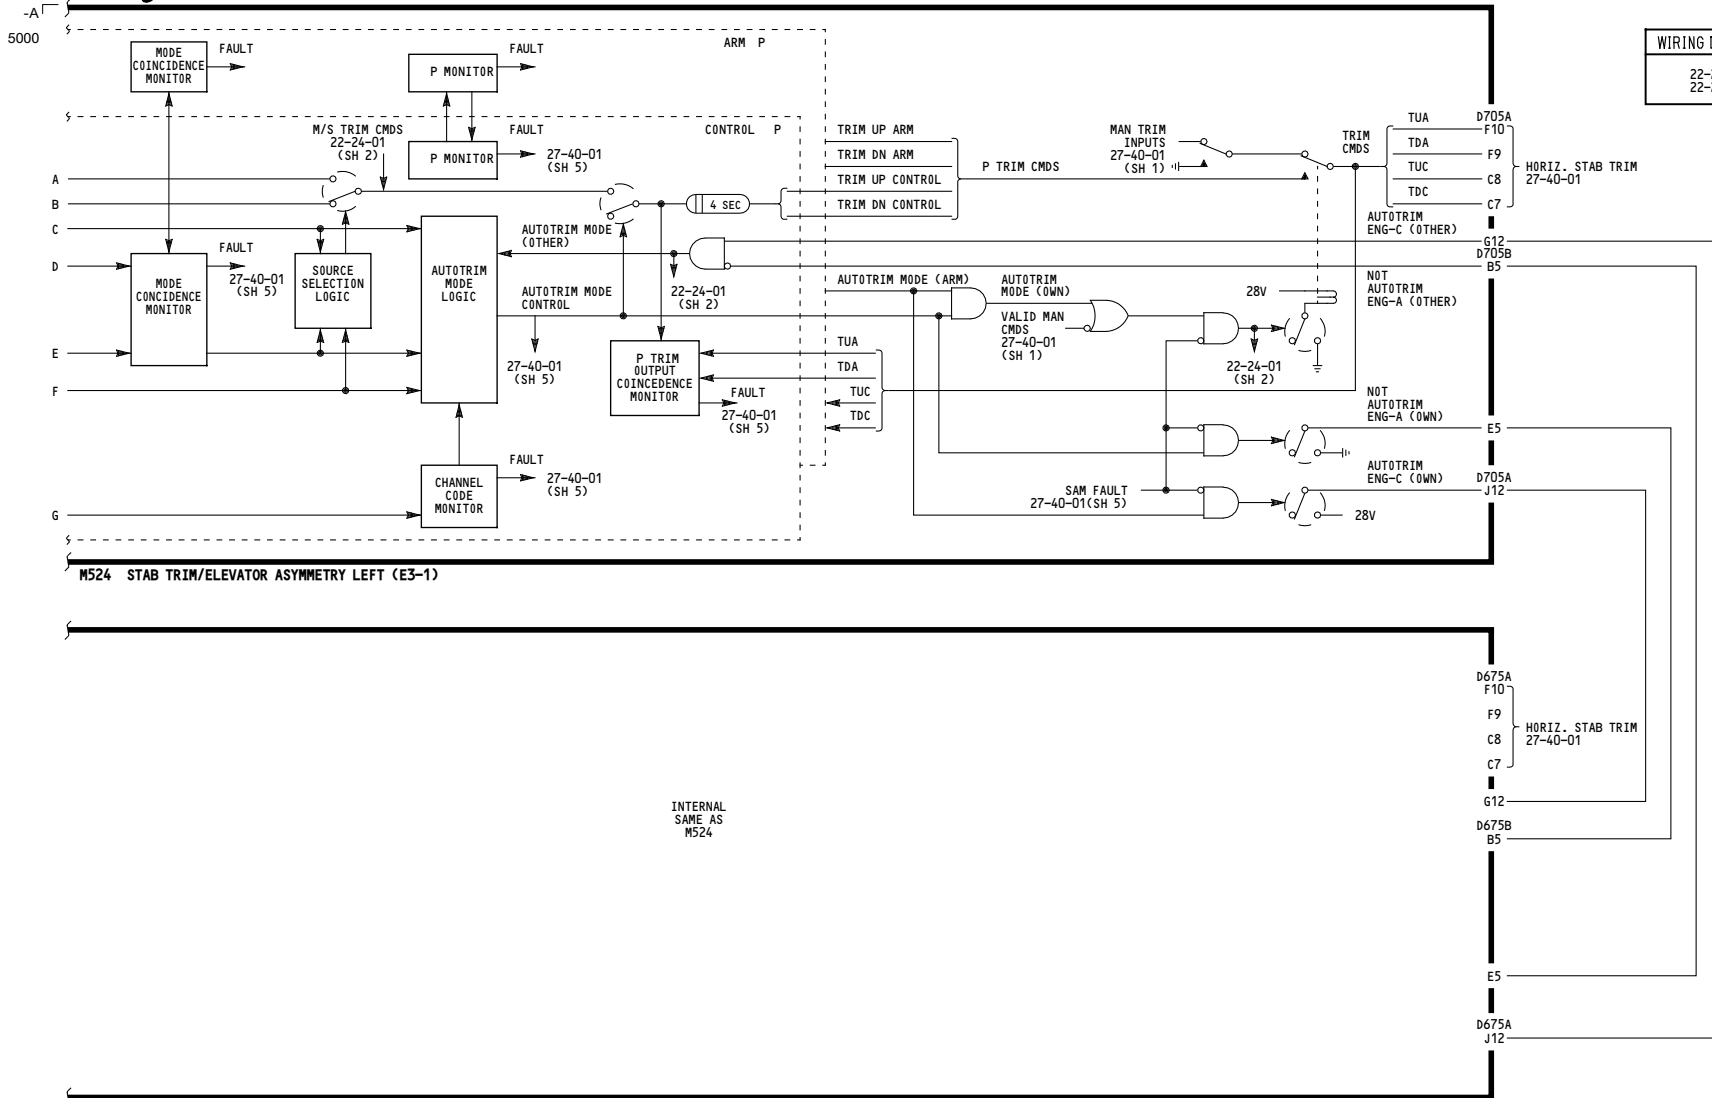 -A
5000
MODE
COINCIDENCE
MONITOR
FAULT
P MONITOR
FAULT
ARM P
WIRING
M/S TRIM CMDS
22-24-01
(SH 2)
P MONITOR
FAULT
27-40-01
(SH 5)
CONTROL P
TRIM UP ARM
TRIM DN ARM
TRIM UP CONTROL
TRIM DN CONTROL
P TRIM CMDS
MAN TRIM
INPUTS
27-40-01
(SH 1)
TRIM
CMDS
TUA
TDA
TUC
TDC
D705A
F10
F9
C8
C7
HORIZ. STAB TRIM
27-40-01
A
B
C
D
E
F
G
4 SEC
AUTOTRIM
ENG-C (OTHER)
G12
D705B
B5
FAULT
27-40-01
(SH 5)
MODE
CONCIDENCE
MONITOR
SOURCE
SELECTION
LOGIC
AUTOTRIM
MODE
LOGIC
AUTOTRIM MODE
(OTHER)
AUTOTRIM MODE
CONTROL
22-24-01
(SH 2)
27-40-01
(SH 5)
AUTOTRIM MODE (ARM)
AUTOTRIM
MODE (OWN)
VALID MAN
CMDS
27-40-01
(SH 1)
28V
NOT
AUTOTRIM
ENG-A (OTHER)
22-24-01
(SH 2)
P TRIM
OUTPUT
COINCEDENCE
MONITOR
FAULT
27-40-01
(SH 5)
TUA
TDA
TUC
TDC
NOT
AUTOTRIM
ENG-A (OWN)
E5
CHANNEL
CODE
MONITOR
FAULT
27-40-01
(SH 5)
SAM FAULT
27-40-01(SH 5)
AUTOTRIM
ENG-C (OWN)
D705A
J12
28V
M524 STAB TRIM/ELEVATOR ASYMMETRY LEFT (E3-1)
INTERNAL
SAME AS
M524
D675A
F10
F9
C8
C7
HORIZ. STAB TRIM
27-40-01
G12
D675B
B5
E5
D675A
J12